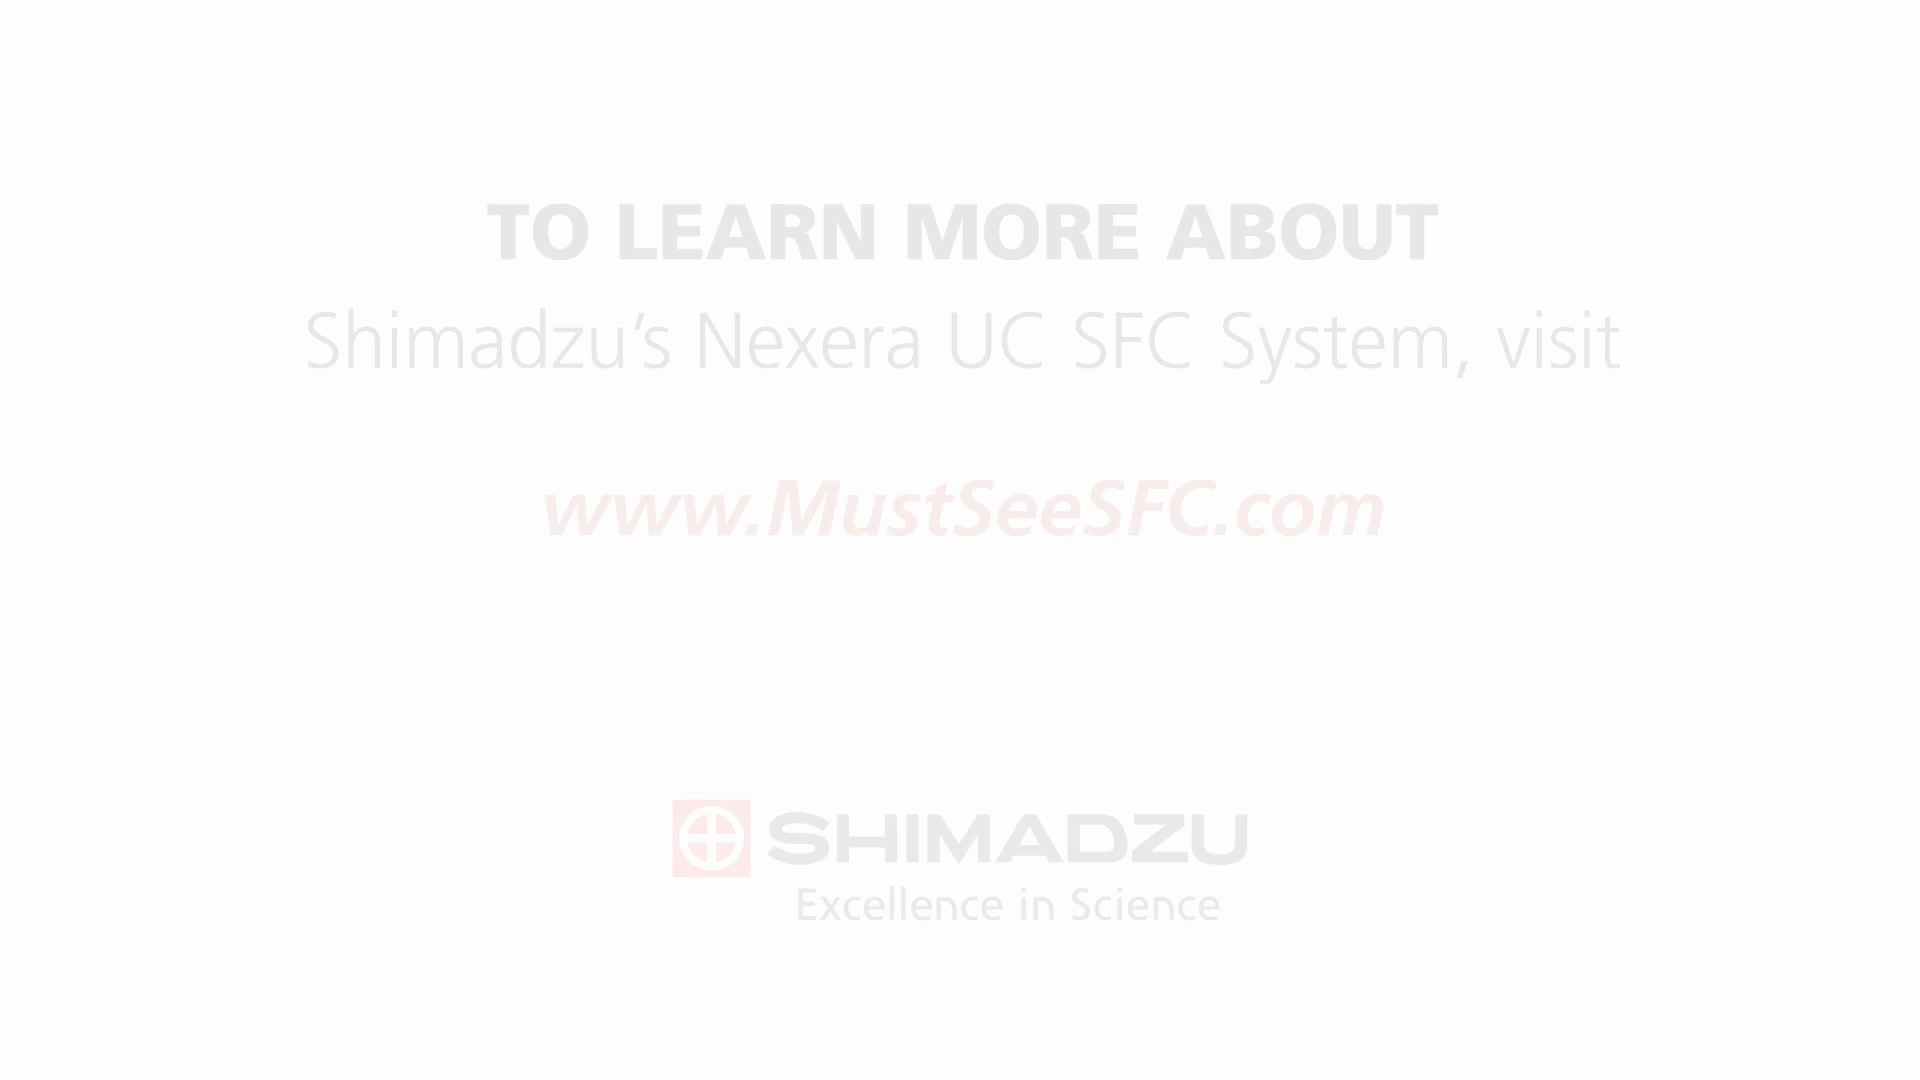 TO LEARN MORE ABOUT
Shimadzu’s Nexera UC SFC System, visit
www.MustSeeSFC.com
SHIMADZU
Excellence in Science